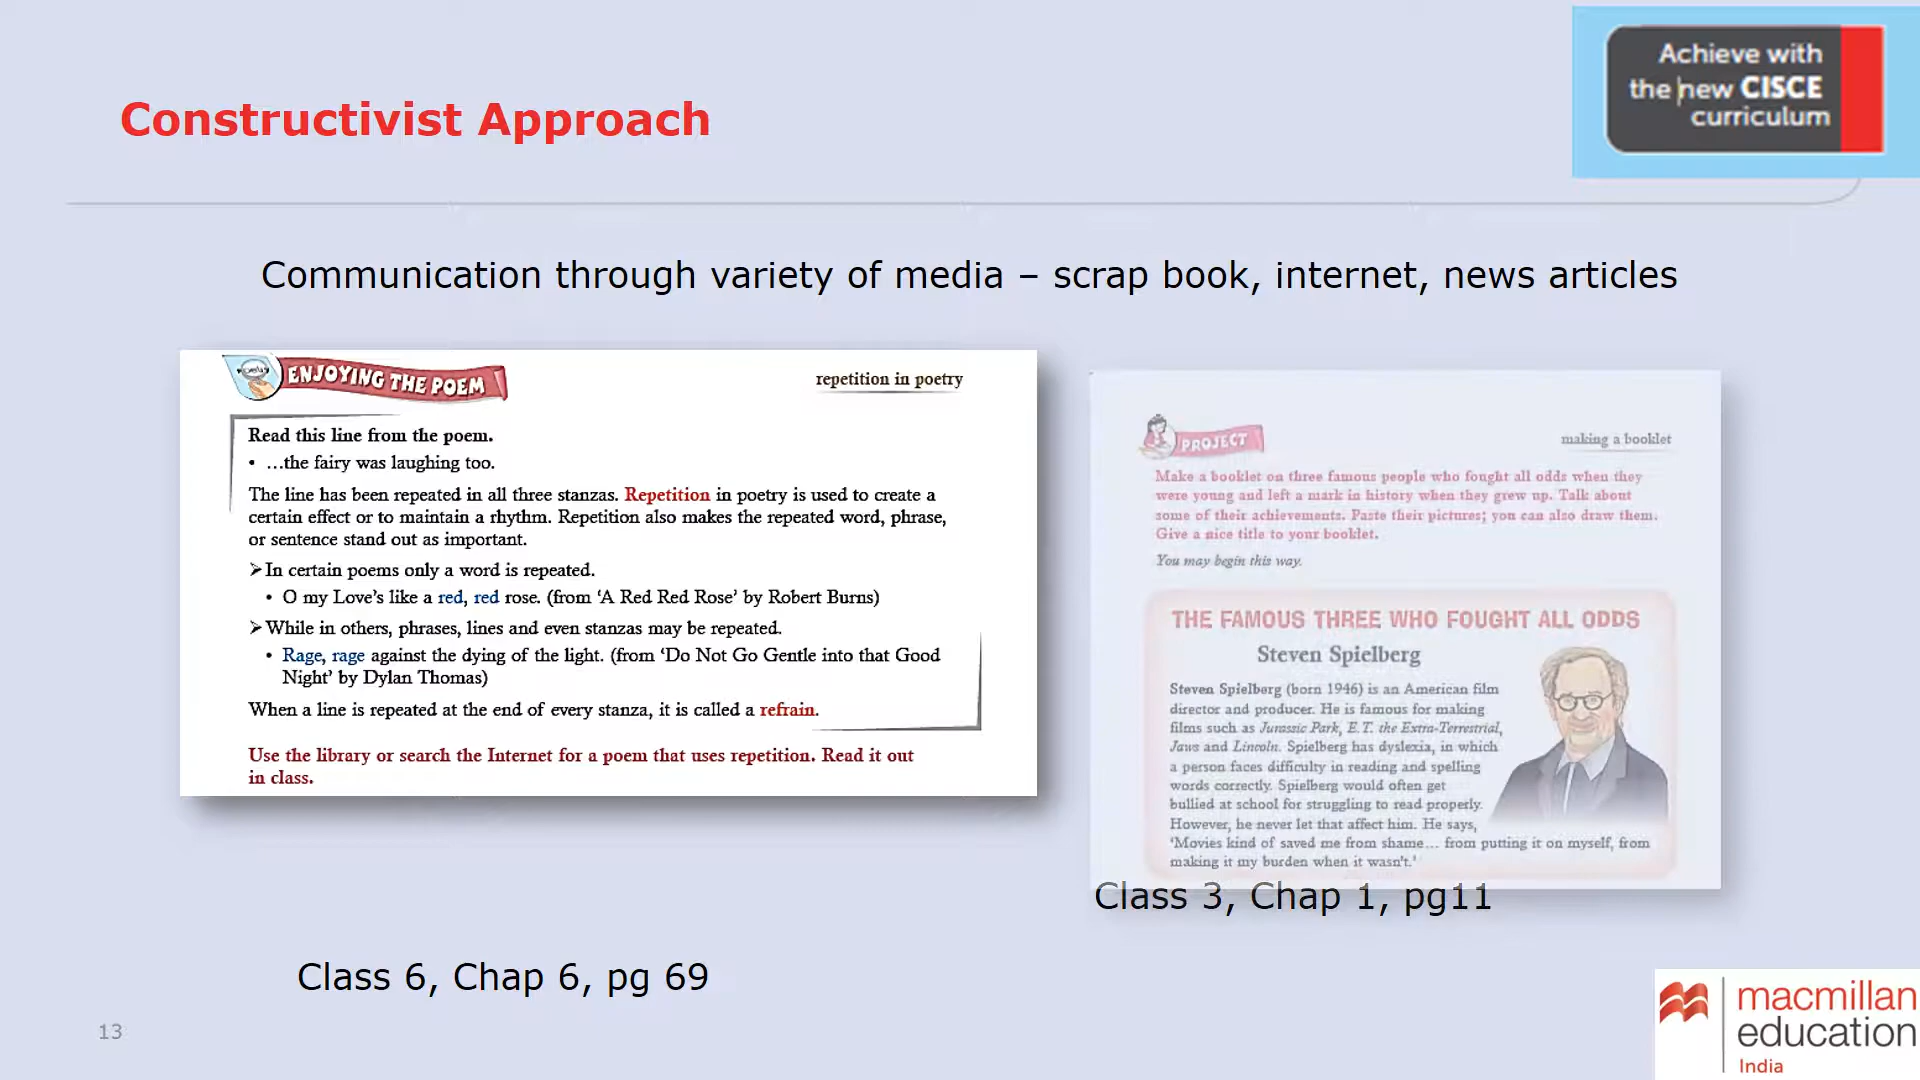 Achieve with
the new CISCE
curriculum
Constructivist Approach
Communication through variety of media – scrap book, internet, news articles
ENJOYING THE POEM
repetition in poetry
Read this line from the poem.
• …the fairy was laughing too.
The line has been repeated in all three stanzas. Repetition in poetry is used to create a
certain effect or to maintain a rhythm. Repetition also makes the repeated word, phrase,
or sentence stand out as important.
➢ In certain poems only a word is repeated.
• O my Love's like a red, red rose. (from 'A Red Red Rose' by Robert Burns)
➢ While in others, phrases, lines and even stanzas may be repeated.
• Rage, rage against the dying of the light. (from 'Do Not Go Gentle into that Good
Night' by Dylan Thomas)
When a line is repeated at the end of every stanza, it is called a refrain.
Use the library or search the Internet for a poem that uses repetition. Read it out
in class.
Class 6, Chap 6, pg 69
PROJECT
making a booklet
Make a booklet on three famous people who fought all odds when they
were young and left a mark in history when they grew up. Talk about
some of their achievements. Paste their pictures; you can also draw them.
Give a nice title to your booklet.
You may begin this way.
THE FAMOUS THREE WHO FOUGHT ALL ODDS
Steven Spielberg
Steven Spielberg (born 1946) is an American film
director and producer. He is famous for making
films such as Jurassic Park, E.T. the Extra-Terrestrial,
Jaws and Lincoln. Spielberg has dyslexia, in which
a person faces difficulty in reading and spelling
words correctly. Spielberg would often get
bullied at school for struggling to read properly.
However, he never let that affect him. He says,
'Movies kind of saved me from shame… from putting it on myself, from
making it my burden when it wasn't.'
Class 3, Chap 1, pg11
13
macmillan
education
India